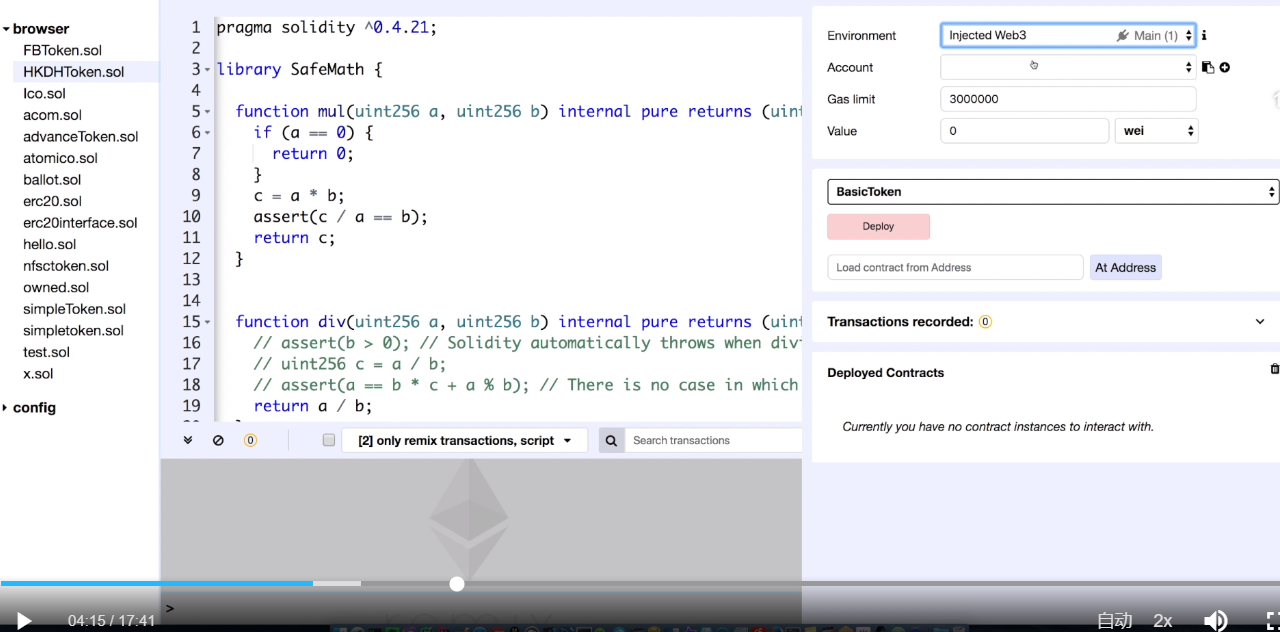 browser
FBToken.sol
HKDHToken.sol
Ico.sol
acom.sol
advanceToken.sol
atomico.sol
ballot.sol
erc20.sol
erc20interface.sol
hello.sol
nfsctoken.sol
owned.sol
simpleToken.sol
simpletoken.sol
test.sol
x.sol
config
1 pragma solidity ^0.4.21;
2
3 library SafeMath {
4
5 function mul(uint256 a, uint256 b) internal pure returns (uint
6 if (a == 0) {
7 return 0;
8 }
9 c = a * b;
10 assert(c / a == b);
11 return c;
12 }
13
14
15 function div(uint256 a, uint256 b) internal pure returns (uint
16 // assert(b > 0); // Solidity automatically throws when div
17 // uint256 c = a / b;
18 // assert(a == b * c + a % b); // There is no case in which
19 return a / b;
0 [2] only remix transactions, script Search transactions
>
Environment Injected Web3 Main (1) i
Account
Gas limit 3000000
Value 0 wei
BasicToken
Deploy
Load contract from Address At Address
Transactions recorded: 0
Deployed Contracts
Currently you have no contract instances to interact with.
04:15 / 17:41 自动 2x